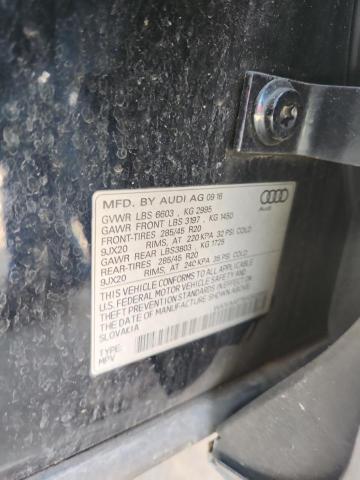 MFD. BY AUDI AG 09 16
GVWR LBS 6603 . KG 2995
GAWR FRONT LBS 3197 . KG 1450
FRONT-TIRES 285/45 R20
9JX20 RIMS, AT 220 KPA 32 PSI. COLD
GAWR REAR LBS3803 . KG 1725
REAR-TIRES 285/45 R20
9JX20 RIMS, AT 240 KPA 35 PSI. COLD
THIS VEHICLE CONFORMS TO ALL APPLICABLE
U.S. FEDERAL MOTOR VEHICLE SAFETY, BUMPER, AND
THEFT PREVENTION STANDARDS IN EFFECT ON
THE DATE OF MANUFACTURE SHOWN ABOVE.
SLOVAKIA
TYPE:
MPV
Audi